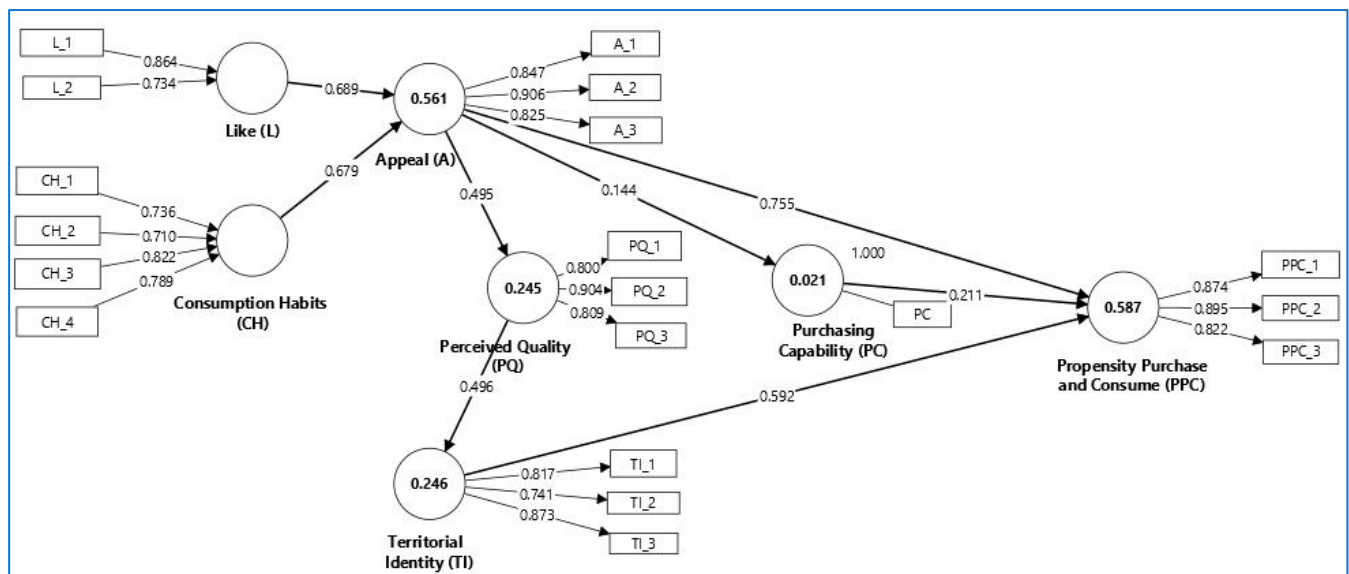 L_1
0.864
L_2
0.734
Like (L)
0.689
0.561
Appeal (A)
0.847
0.906
0.825
A_1
A_2
A_3
CH_1
CH_2
CH_3
CH_4
0.736
0.710
0.822
0.789
Consumption Habits
(CH)
0.679
0.495
0.144
0.755
0.245
Perceived Quality
(PQ)
0.800
0.904
0.809
PQ_1
PQ_2
PQ_3
0.021
1.000
PC
Purchasing
Capability (PC)
0.211
0.587
Propensity Purchase
and Consume (PPC)
0.874
0.895
0.822
PPC_1
PPC_2
PPC_3
0.496
0.592
0.246
Territorial
Identity (TI)
0.817
0.741
0.873
TI_1
TI_2
TI_3